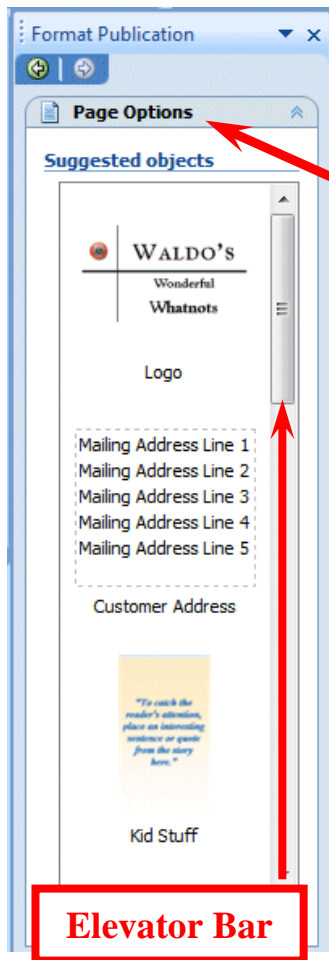 Format Publication
Page Options
Suggested objects
WALDO'S
Wonderful
Whatnots
Logo
Mailing Address Line 1
Mailing Address Line 2
Mailing Address Line 3
Mailing Address Line 4
Mailing Address Line 5
Customer Address
"To catch the
reader's attention,
place an interesting
sentence or quote
from the story
here."
Kid Stuff
Elevator Bar